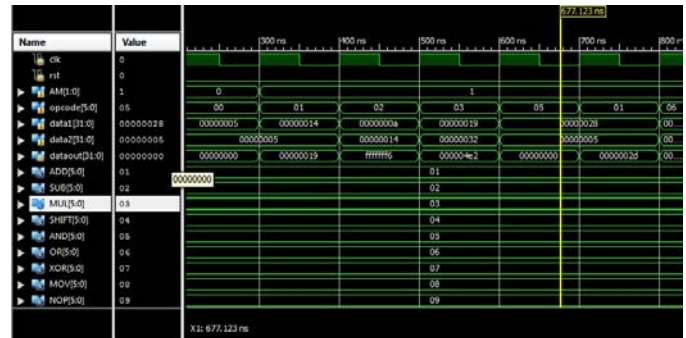 677.123 ns
Name Value 300 ns 400 ns 500 ns 600 ns 700 ns 800 n
clk 0
rst 0
AM[1:0] 1 0 1
opcode[5:0] 05 00 01 02 03 05 01 06
data1[31:0] 00000028 00000005 00000014 0000000a 00000019 00000028 00...
data2[31:0] 00000005 00000005 00000014 00000032 00000005 00...
dataout[31:0] 00000000 00000000 00000019 fffffff6 000004e2 00000000 0000002d 00...
ADD[5:0] 01 01
00000000
SUB[5:0] 02 02
MUL[5:0] 03 03
SHIFT[5:0] 04 04
AND[5:0] 05 05
OR[5:0] 06 06
XOR[5:0] 07 07
MOV[5:0] 08 08
NOP[5:0] 09 09
X1: 677.123 ns